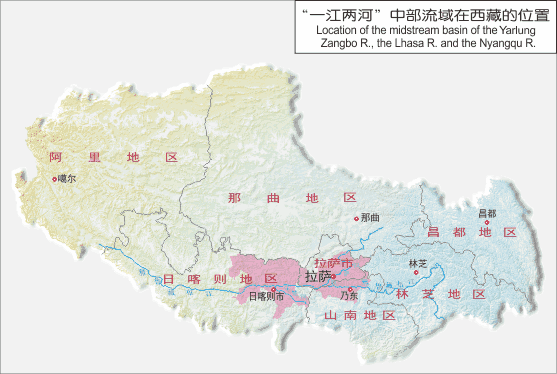 “一江两河”中部流域在西藏的位置
Location of the midstream basin of the Yarlung
Zangbo R., the Lhasa R. and the Nyangqu R.
阿里地区
噶尔
那曲地区
那曲
昌都
昌都地区
拉萨市
拉萨
林芝
日喀则地区
日喀则市
乃东
林芝地区
山南地区